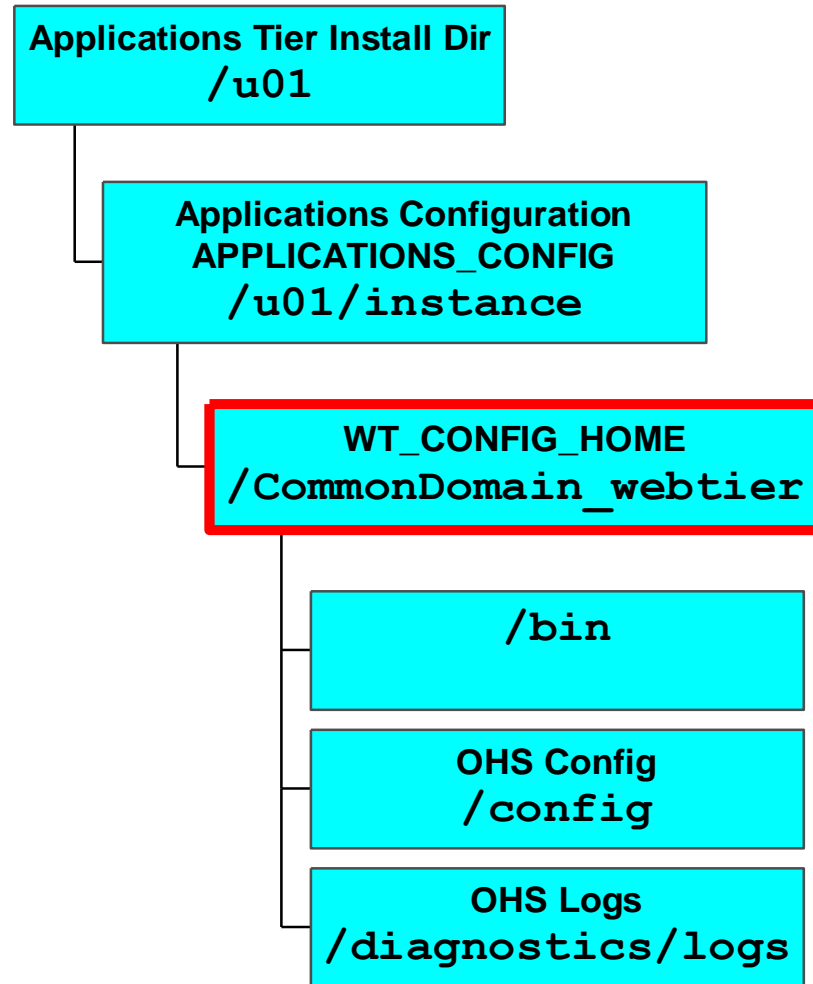 Applications Tier Install Dir
/u01
Applications Configuration
APPLICATIONS_CONFIG
/u01/instance
WT_CONFIG_HOME
/CommonDomain_webtier
/bin
OHS Config
/config
OHS Logs
/diagnostics/logs